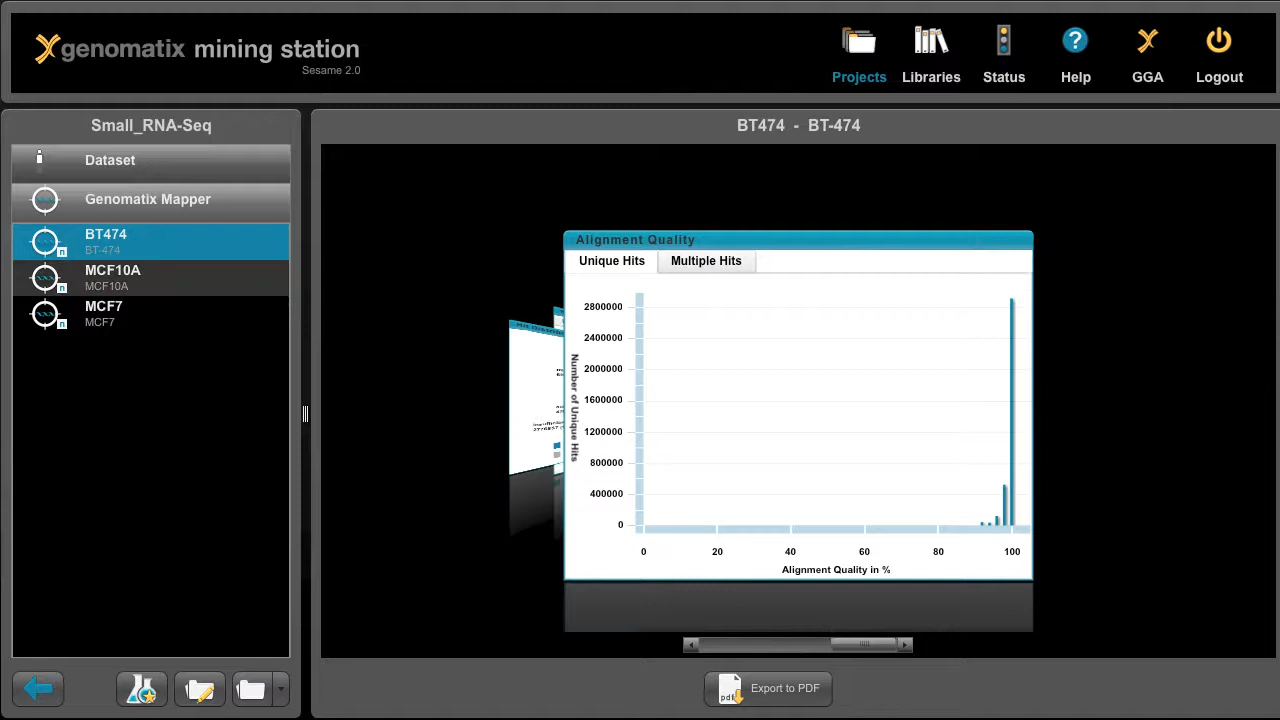 genomatix mining station
Sesame 2.0
Projects
Libraries
Status
Help
GGA
Logout
Small_RNA-Seq
Dataset
Genomatix Mapper
BT474
BT-474
MCF10A
MCF10A
MCF7
MCF7
BT474 - BT-474
Alignment Quality
Unique Hits
Multiple Hits
Number of Unique Hits
2800000
2400000
2000000
1600000
1200000
800000
400000
0
0 20 40 60 80 100
Alignment Quality in %
Export to PDF